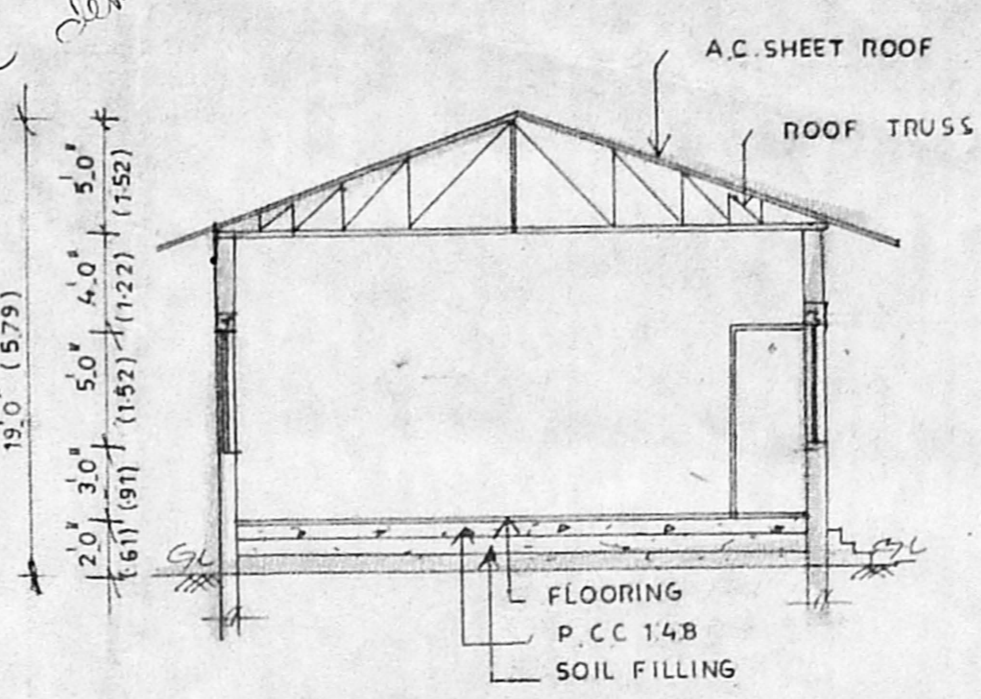 A.C. SHEET ROOF
ROOF TRUSS
5'.0"
(1.52)
4'.0"
(1.22)
19'.0" (5.79)
5'.0"
(1.52)
3'.0"
(.91)
2'.0"
(.61)
GL
GL
FLOORING
P.CC 1:4:8
SOIL FILLING